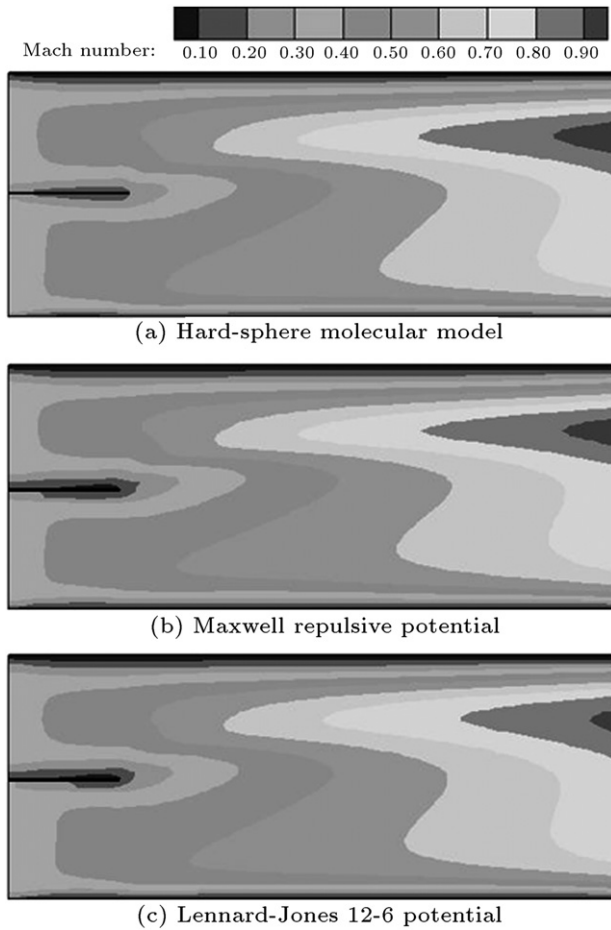 Mach number: 0.10 0.20 0.30 0.40 0.50 0.60 0.70 0.80 0.90
(a) Hard-sphere molecular model
(b) Maxwell repulsive potential
(c) Lennard-Jones 12-6 potential